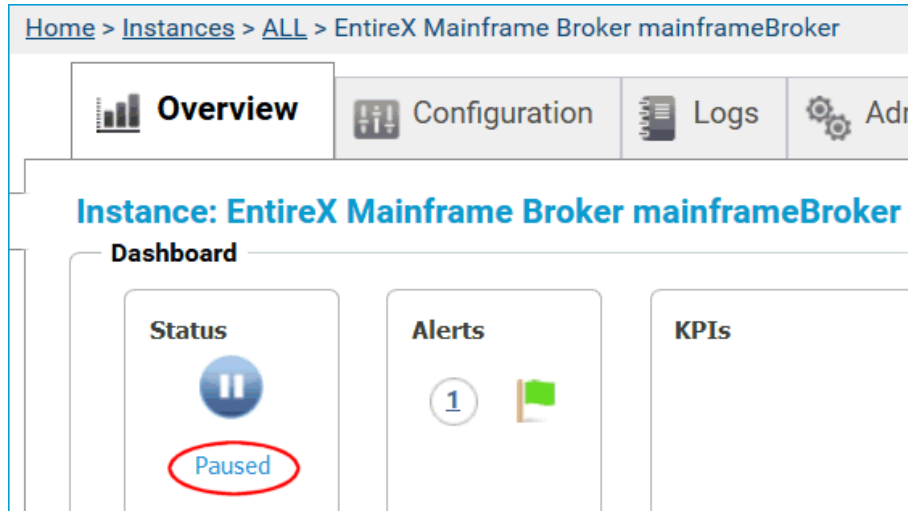 Home > Instances > ALL > EntireX Mainframe Broker mainframeBroker
Overview Configuration Logs
Instance: EntireX Mainframe Broker mainframeBroker
Dashboard
Status Alerts KPIs
1
Paused